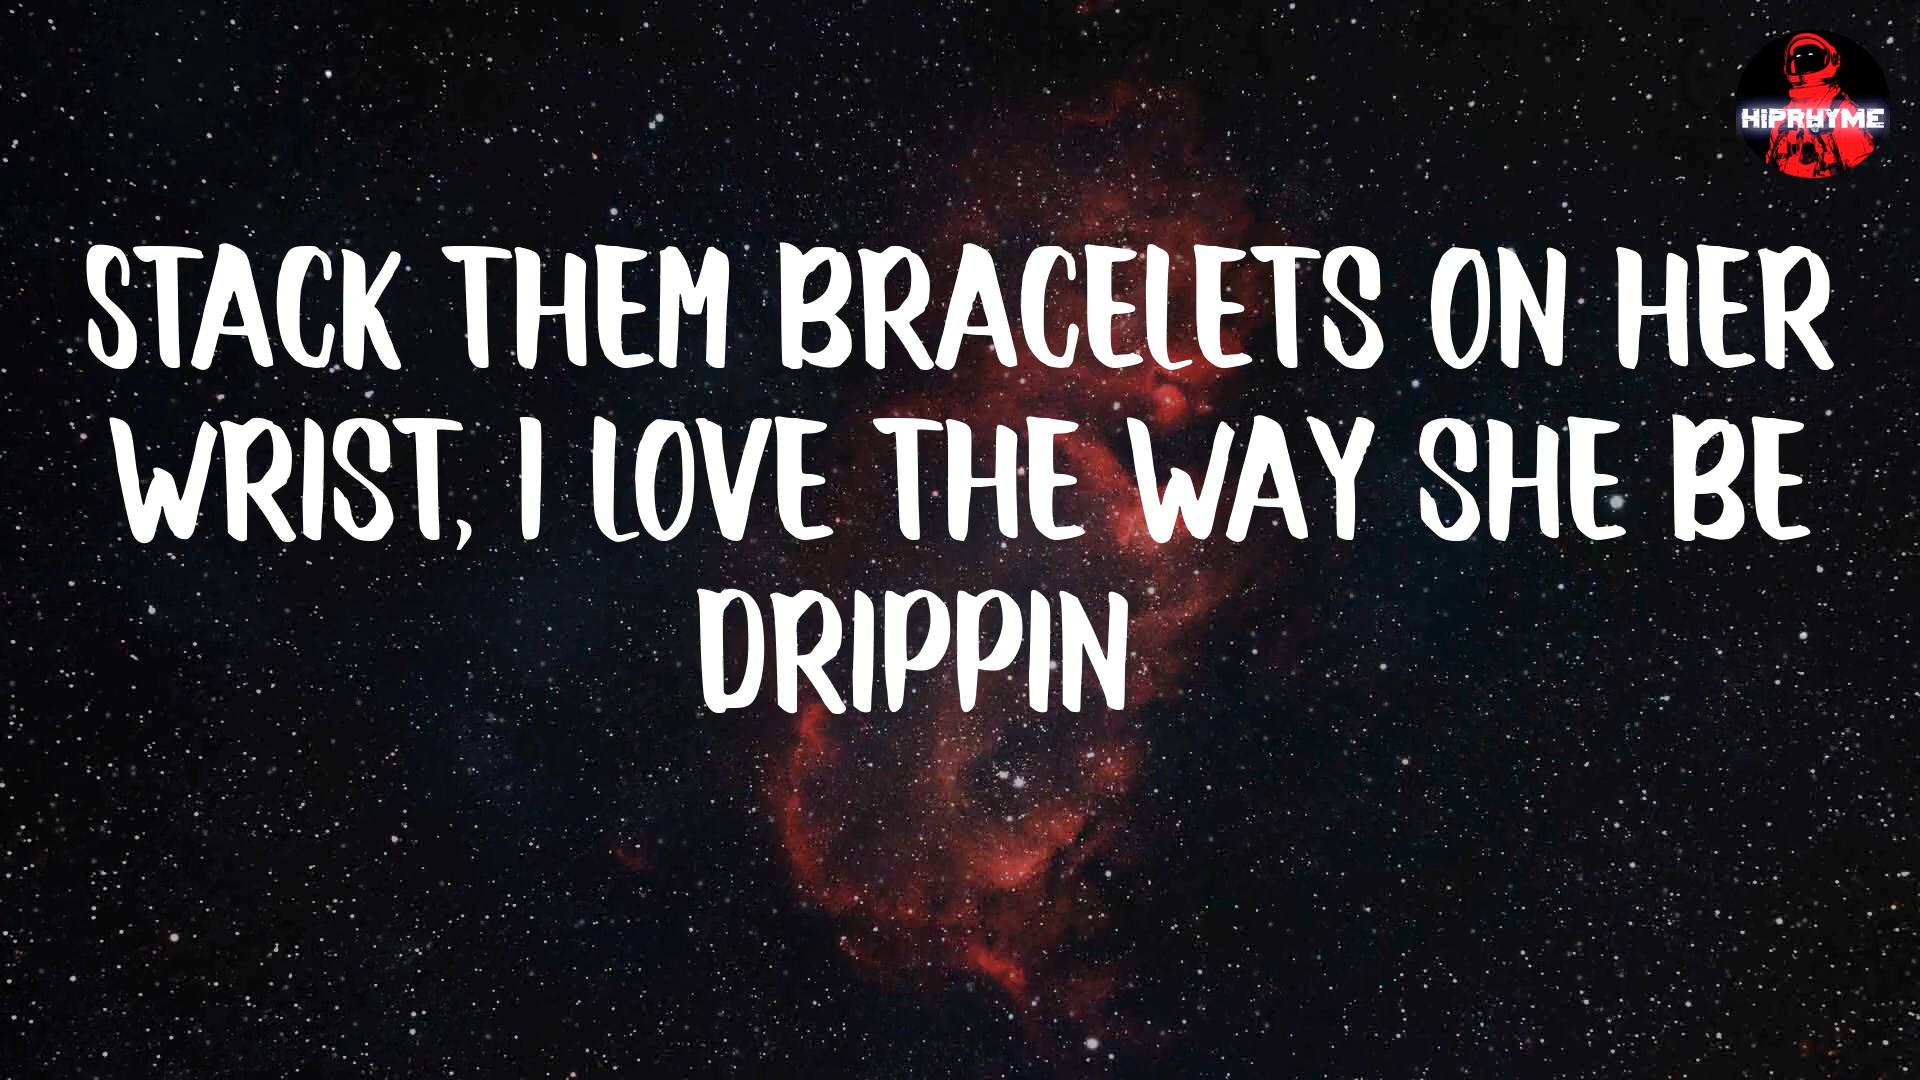 HIPRHYME
STACK THEM BRACELETS ON HER
WRIST, I LOVE THE WAY SHE BE
DRIPPIN